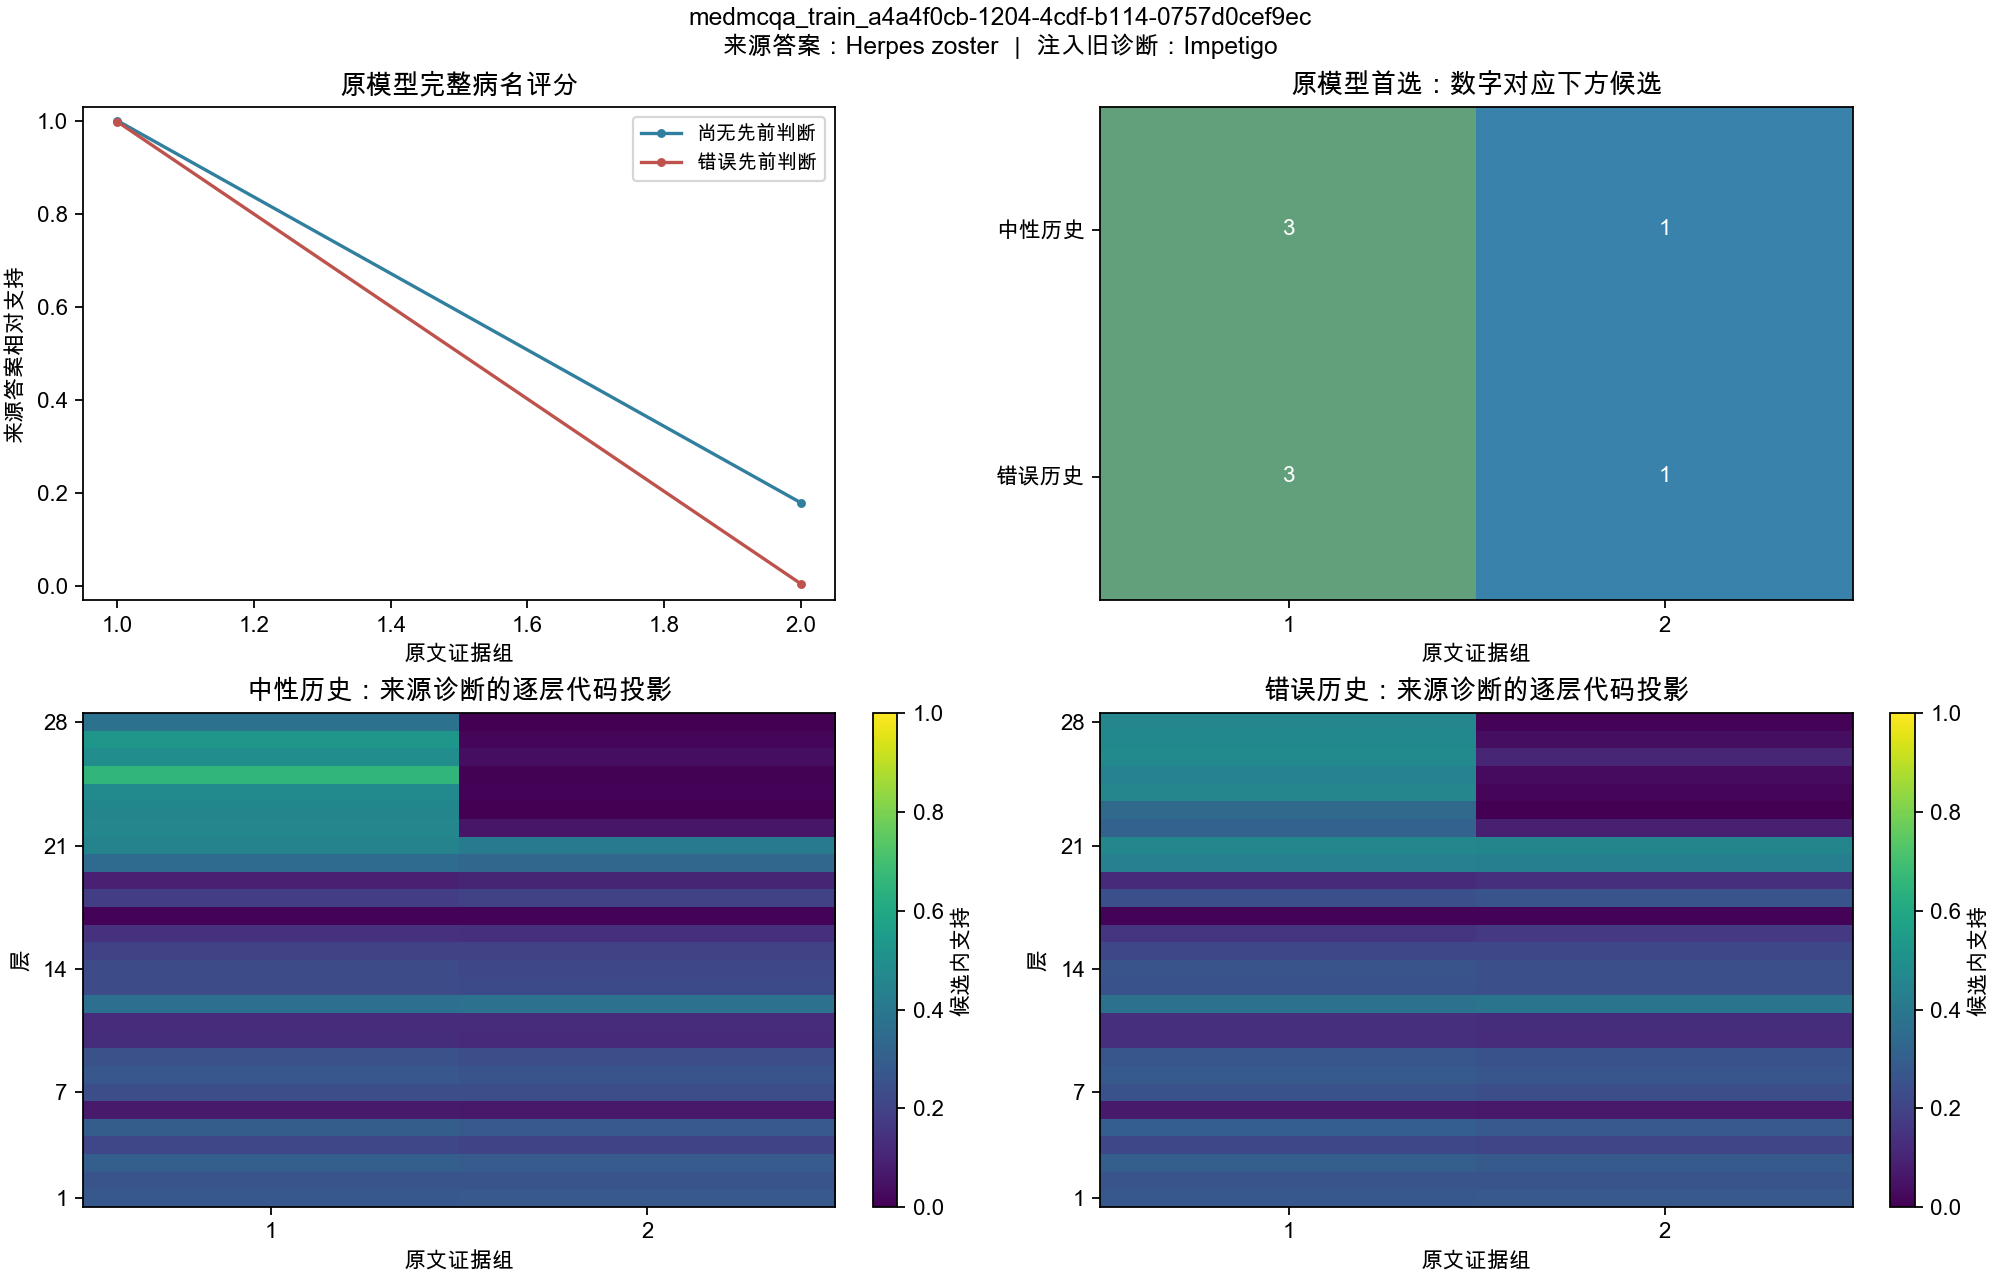 medmcqa_train_a4a4f0cb-1204-4cdf-b114-0757d0cef9ec
来源答案：Herpes zoster | 注入旧诊断：Impetigo
原模型完整病名评分
1.0
0.8
0.6
0.4
0.2
0.0
来源答案相对支持
尚无先前判断
错误先前判断
1.0 1.2 1.4 1.6 1.8 2.0
原文证据组
原模型首选：数字对应下方候选
中性历史
错误历史
3 1
3 1
1 2
原文证据组
中性历史：来源诊断的逐层代码投影
28
21
14
7
1
层
1 2
原文证据组
1.0
0.8
0.6
0.4
0.2
0.0
候选内支持
错误历史：来源诊断的逐层代码投影
28
21
14
7
1
层
1 2
原文证据组
1.0
0.8
0.6
0.4
0.2
0.0
候选内支持